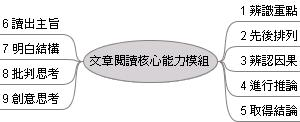 文章閱讀核心能力模組
1 辨識重點
2 先後排列
3 辨認因果
4 進行推論
5 取得結論
6 讀出主旨
7 明白結構
8 批判思考
9 創意思考